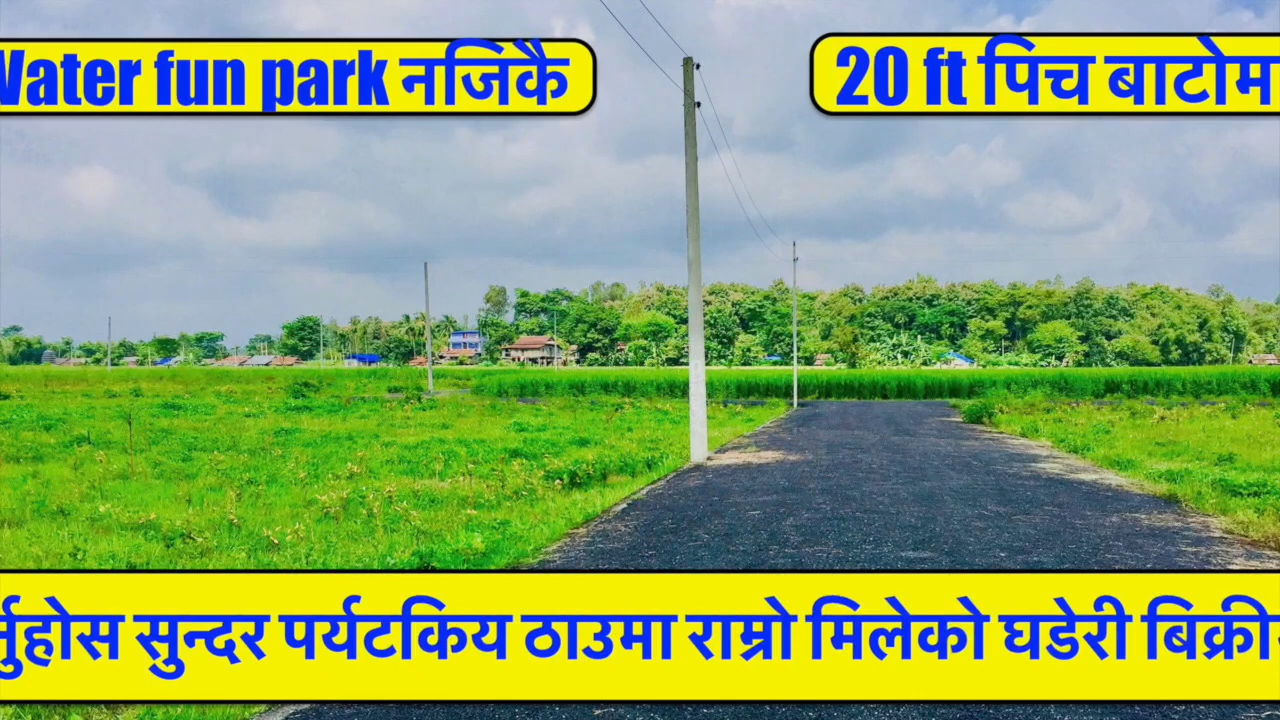 Water fun park नजिकै
20 ft पिच बाटोम
र्नुहोस सुन्दर पर्यटकिय ठाउमा राम्रो मिलेको घडेरी बिक्री